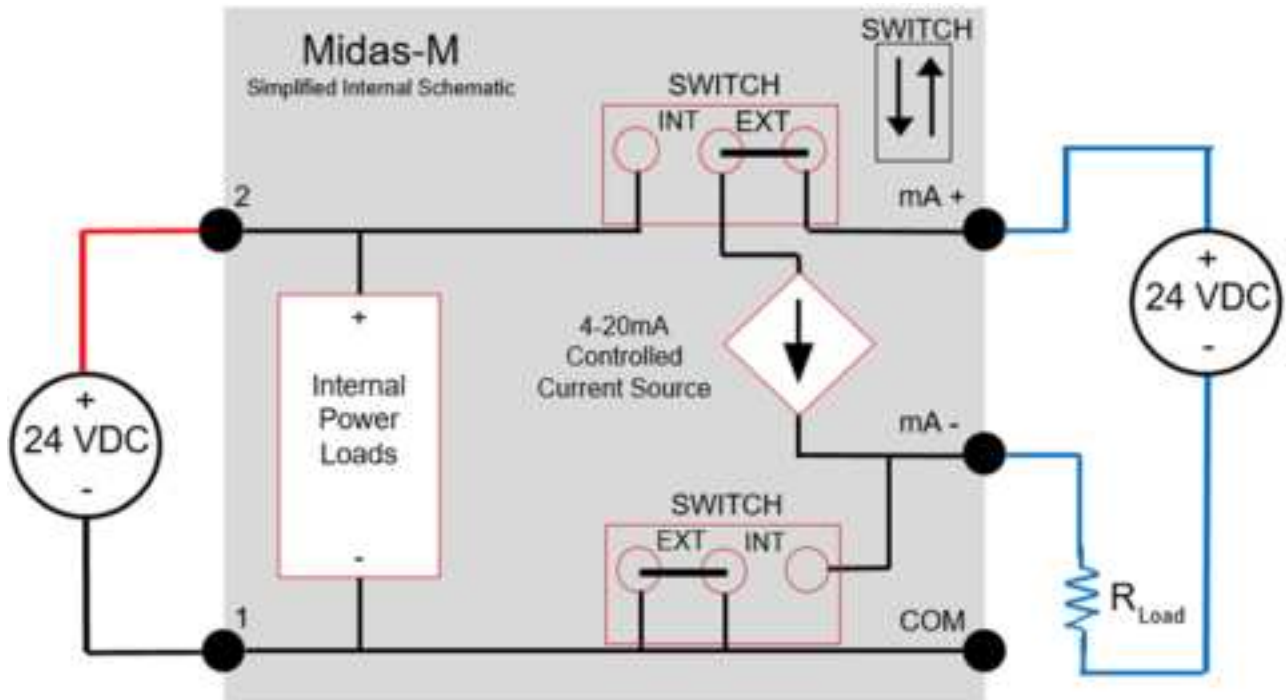 Midas-M
Simplified Internal Schematic
SWITCH
SWITCH
INT EXT
2
mA +
+
24 VDC
-
+
Internal
Power
Loads
-
4-20mA
Controlled
Current Source
+
24 VDC
-
mA -
SWITCH
EXT INT
1
COM
R Load